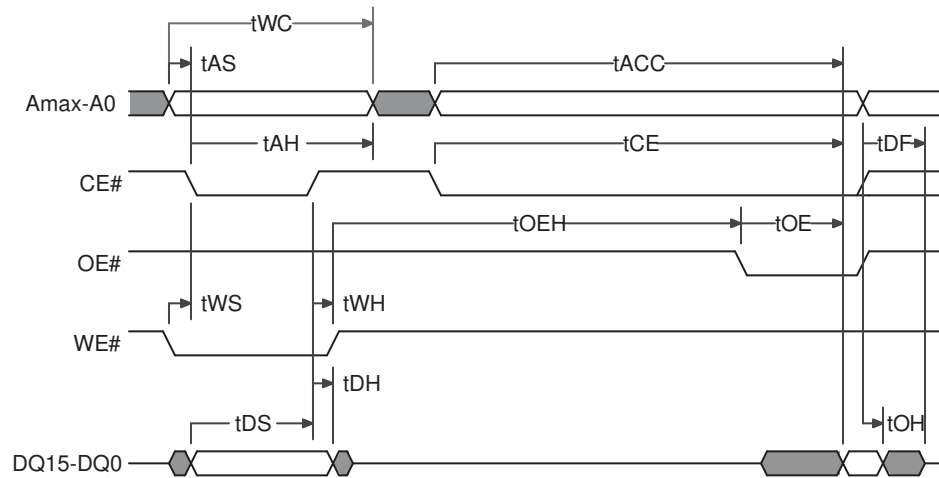 tWC
tAS
tACC
Amax-A0
tAH
tCE
tDF
CE#
tOEH
tOE
OE#
tWS
tWH
WE#
tDH
tDS
tOH
DQ15-DQ0